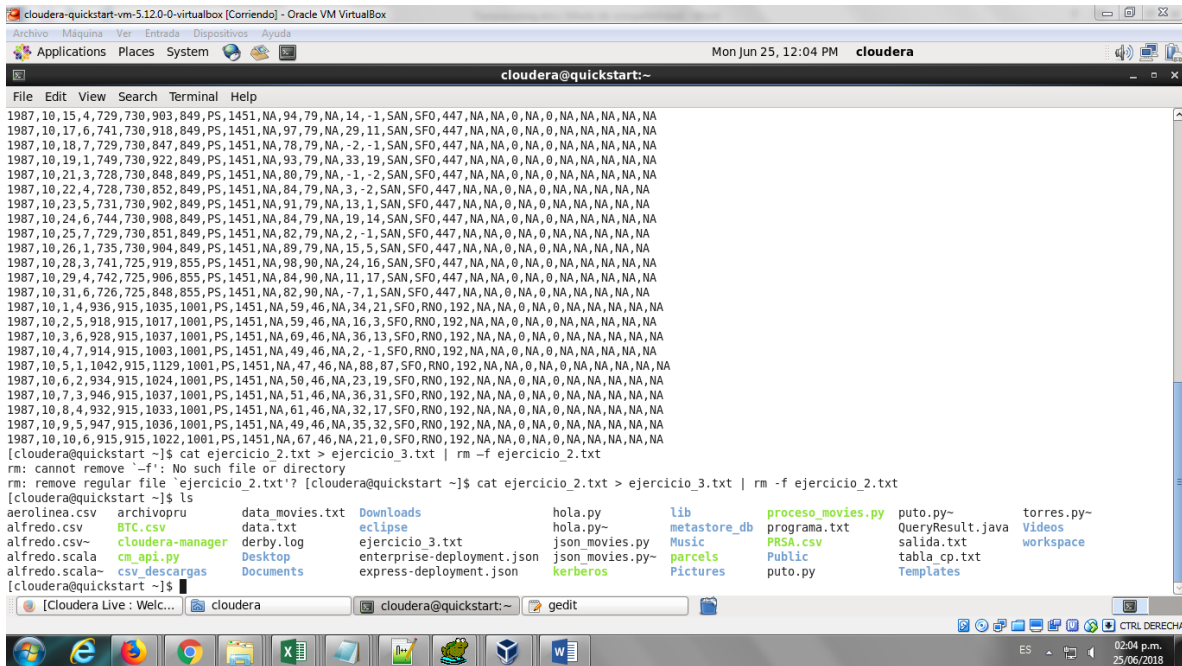 cloudera-quickstart-vm-5.12.0-0-virtualbox [Corriendo] - Oracle VM VirtualBox
Archivo Máquina Ver Entrada Dispositivos Ayuda
Applications Places System Mon Jun 25, 12:04 PM cloudera
cloudera@quickstart:~
File Edit View Search Terminal Help
1987,10,15,4,729,730,903,849,PS,1451,NA,94,79,NA,14,-1,SAN,SFO,447,NA,NA,0,NA,0,NA,NA,NA,NA,NA
1987,10,17,6,741,730,918,849,PS,1451,NA,97,79,NA,29,11,SAN,SFO,447,NA,NA,0,NA,0,NA,NA,NA,NA,NA
1987,10,18,7,729,730,847,849,PS,1451,NA,78,79,NA,-2,-1,SAN,SFO,447,NA,NA,0,NA,0,NA,NA,NA,NA,NA
1987,10,19,1,749,730,922,849,PS,1451,NA,93,79,NA,33,19,SAN,SFO,447,NA,NA,0,NA,0,NA,NA,NA,NA,NA
1987,10,21,3,728,730,848,849,PS,1451,NA,80,79,NA,-1,-2,SAN,SFO,447,NA,NA,0,NA,0,NA,NA,NA,NA,NA
1987,10,22,4,728,730,852,849,PS,1451,NA,84,79,NA,3,-2,SAN,SFO,447,NA,NA,0,NA,0,NA,NA,NA,NA,NA
1987,10,23,5,731,730,902,849,PS,1451,NA,91,79,NA,13,1,SAN,SFO,447,NA,NA,0,NA,0,NA,NA,NA,NA,NA
1987,10,24,6,744,730,908,849,PS,1451,NA,84,79,NA,19,14,SAN,SFO,447,NA,NA,0,NA,0,NA,NA,NA,NA,NA
1987,10,25,7,729,730,851,849,PS,1451,NA,82,79,NA,2,-1,SAN,SFO,447,NA,NA,0,NA,0,NA,NA,NA,NA,NA
1987,10,26,1,735,730,904,849,PS,1451,NA,89,79,NA,15,5,SAN,SFO,447,NA,NA,0,NA,0,NA,NA,NA,NA,NA
1987,10,28,3,741,725,919,855,PS,1451,NA,98,90,NA,24,16,SAN,SFO,447,NA,NA,0,NA,0,NA,NA,NA,NA,NA
1987,10,29,4,742,725,906,855,PS,1451,NA,84,90,NA,11,17,SAN,SFO,447,NA,NA,0,NA,0,NA,NA,NA,NA,NA
1987,10,31,6,726,725,848,855,PS,1451,NA,82,90,NA,-7,1,SAN,SFO,447,NA,NA,0,NA,0,NA,NA,NA,NA,NA
1987,10,1,4,936,915,1035,1001,PS,1451,NA,59,46,NA,34,21,SFO,RNO,192,NA,NA,0,NA,0,NA,NA,NA,NA,NA
1987,10,2,5,918,915,1017,1001,PS,1451,NA,59,46,NA,16,3,SFO,RNO,192,NA,NA,0,NA,0,NA,NA,NA,NA,NA
1987,10,3,6,928,915,1037,1001,PS,1451,NA,69,46,NA,36,13,SFO,RNO,192,NA,NA,0,NA,0,NA,NA,NA,NA,NA
1987,10,4,7,914,915,1003,1001,PS,1451,NA,49,46,NA,2,-1,SFO,RNO,192,NA,NA,0,NA,0,NA,NA,NA,NA,NA
1987,10,5,1,1042,915,1129,1001,PS,1451,NA,47,46,NA,88,87,SFO,RNO,192,NA,NA,0,NA,0,NA,NA,NA,NA,NA
1987,10,6,2,934,915,1024,1001,PS,1451,NA,50,46,NA,23,19,SFO,RNO,192,NA,NA,0,NA,0,NA,NA,NA,NA,NA
1987,10,7,3,946,915,1037,1001,PS,1451,NA,51,46,NA,36,31,SFO,RNO,192,NA,NA,0,NA,0,NA,NA,NA,NA,NA
1987,10,8,4,932,915,1033,1001,PS,1451,NA,61,46,NA,32,17,SFO,RNO,192,NA,NA,0,NA,0,NA,NA,NA,NA,NA
1987,10,9,5,947,915,1036,1001,PS,1451,NA,49,46,NA,35,32,SFO,RNO,192,NA,NA,0,NA,0,NA,NA,NA,NA,NA
1987,10,10,6,915,915,1022,1001,PS,1451,NA,67,46,NA,21,0,SFO,RNO,192,NA,NA,0,NA,0,NA,NA,NA,NA,NA
[cloudera@quickstart ~]$ cat ejercicio_2.txt > ejercicio_3.txt | rm –f ejercicio_2.txt
rm: cannot remove `–f': No such file or directory
rm: remove regular file `ejercicio_2.txt'? [cloudera@quickstart ~]$ cat ejercicio_2.txt > ejercicio_3.txt | rm -f ejercicio_2.txt
[cloudera@quickstart ~]$ ls
aerolinea.csv archivopru data_movies.txt Downloads hola.py lib proceso_movies.py puto.py~ torres.py~
alfredo.csv BTC.csv data.txt eclipse hola.py~ metastore_db programa.txt QueryResult.java Videos
alfredo.csv~ cloudera-manager derby.log ejercicio_3.txt json_movies.py Music PRSA.csv salida.txt workspace
alfredo.scala cm_api.py Desktop enterprise-deployment.json json_movies.py~ parcels Public tabla_cp.txt
alfredo.scala~ csv_descargas Documents express-deployment.json kerberos Pictures puto.py Templates
[cloudera@quickstart ~]$
[Cloudera Live : Welc... cloudera cloudera@quickstart:~ gedit
CTRL DERECHA
ES 02:04 p.m.
25/06/2018